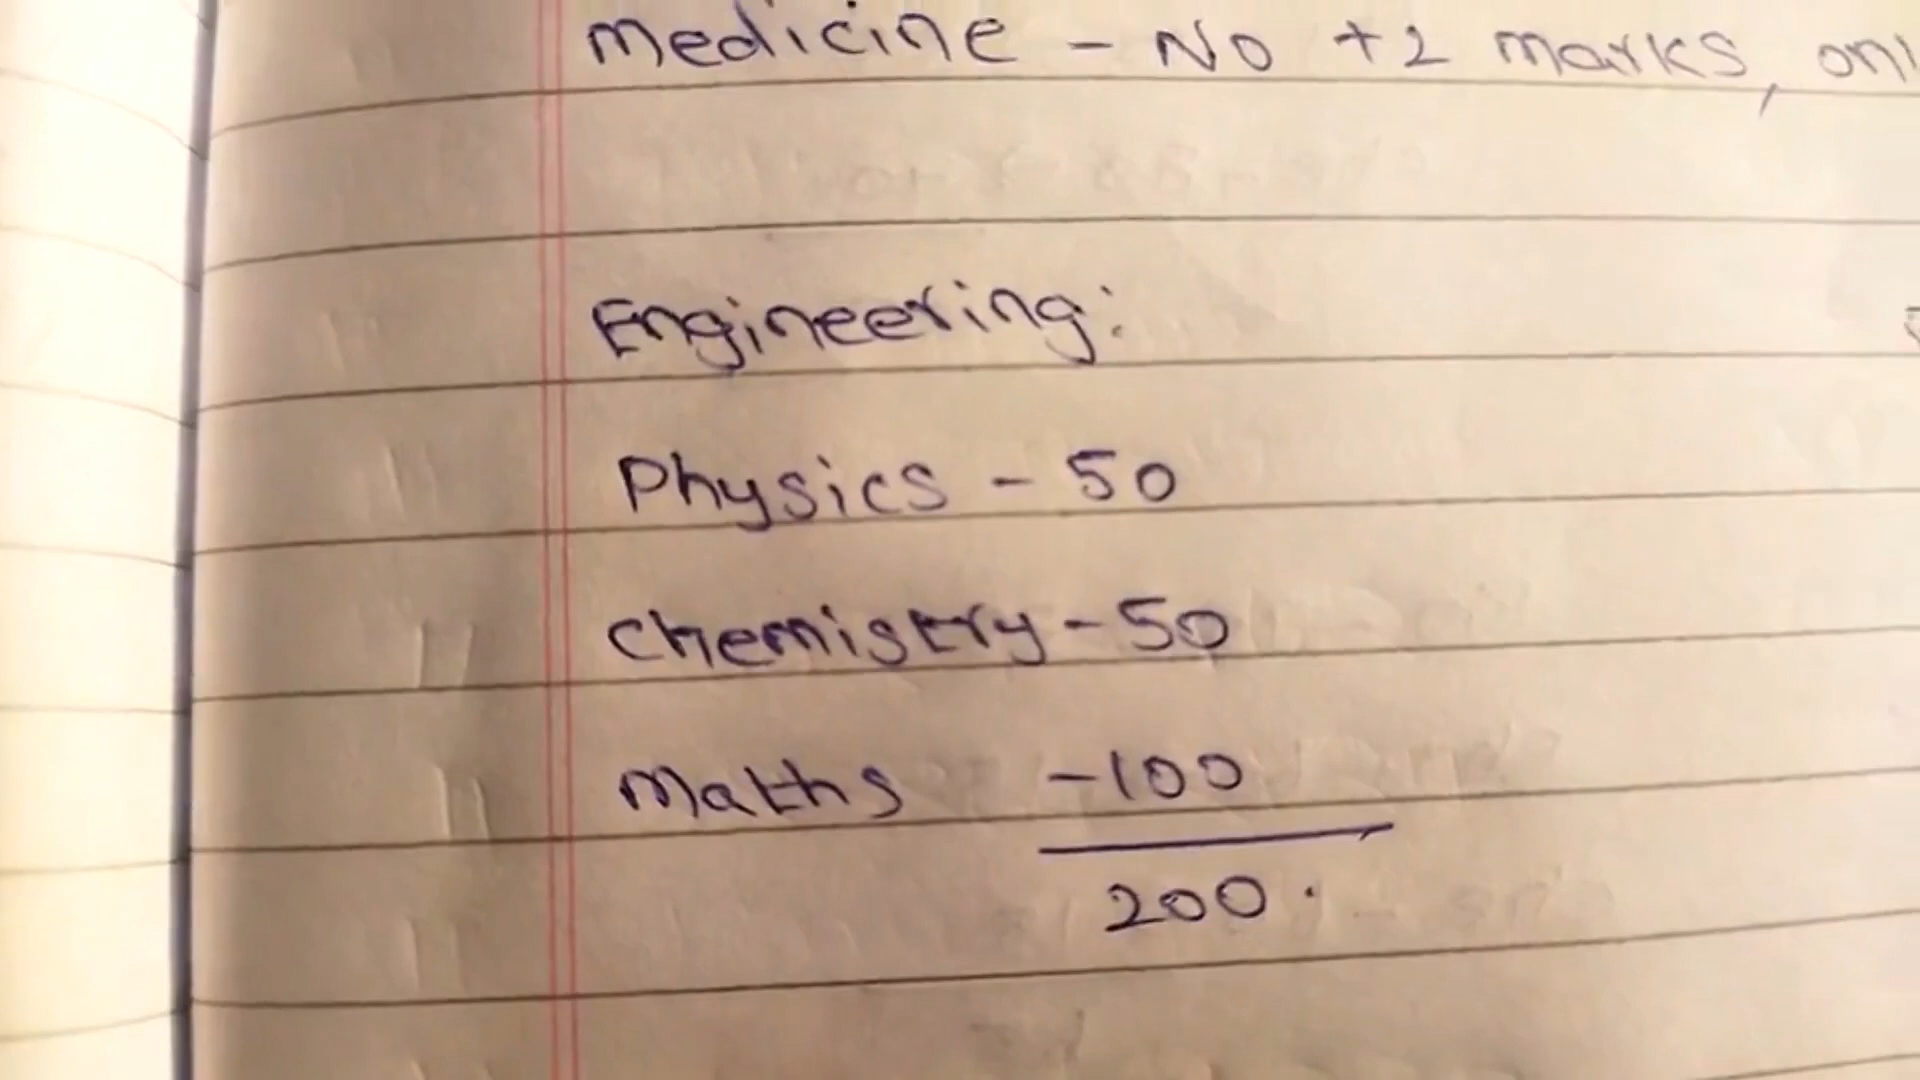 Medicine - No +2 marks,
Engineering:
Physics - 50
Chemistry - 50
Maths - 100
200.